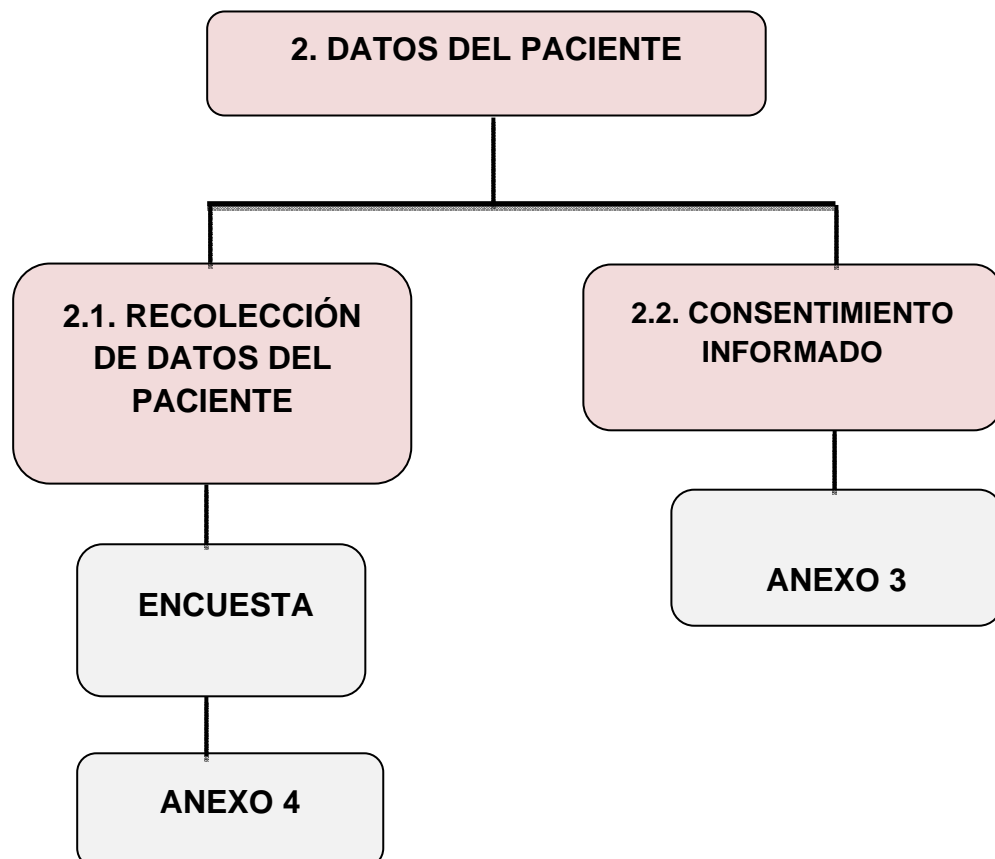 2. DATOS DEL PACIENTE
2.1. RECOLECCIÓN
DE DATOS DEL
PACIENTE
2.2. CONSENTIMIENTO
INFORMADO
ENCUESTA
ANEXO 3
ANEXO 4